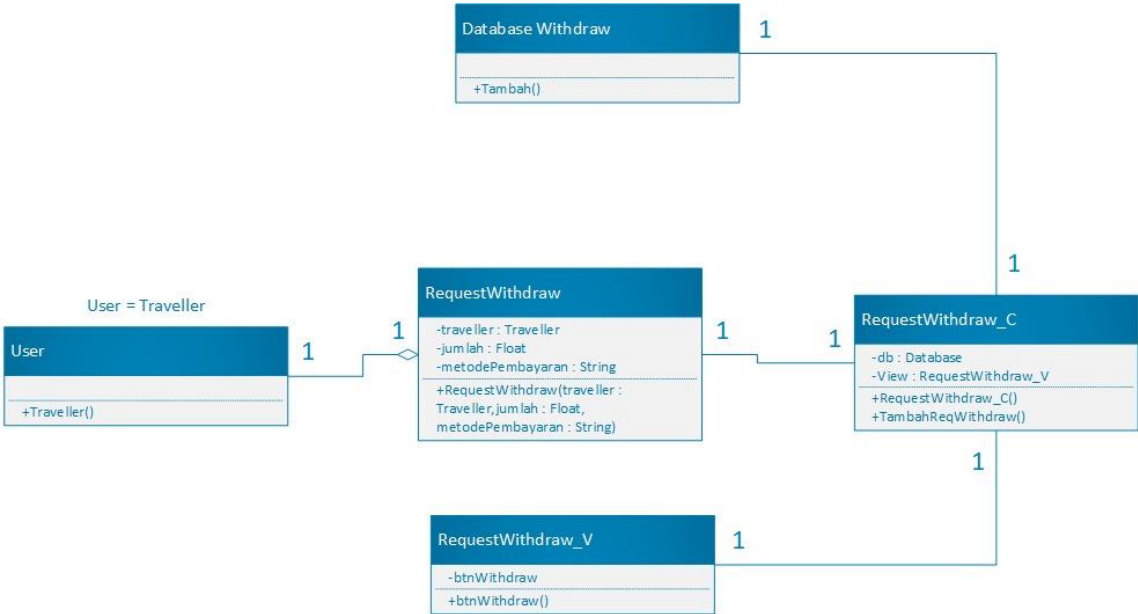 Database Withdraw
1
+Tambah()
1
User = Traveller
User
+Traveller()
1
1
RequestWithdraw
-traveller : Traveller
-jumlah : Float
-metodePembayaran : String
+RequestWithdraw(traveller :
Traveller,jumlah : Float,
metodePembayaran : String)
1
1
RequestWithdraw_C
-db : Database
-View : RequestWithdraw_V
+RequestWithdraw_C()
+TambahReqWithdraw()
1
RequestWithdraw_V
-btnWithdraw
+btnWithdraw()
1